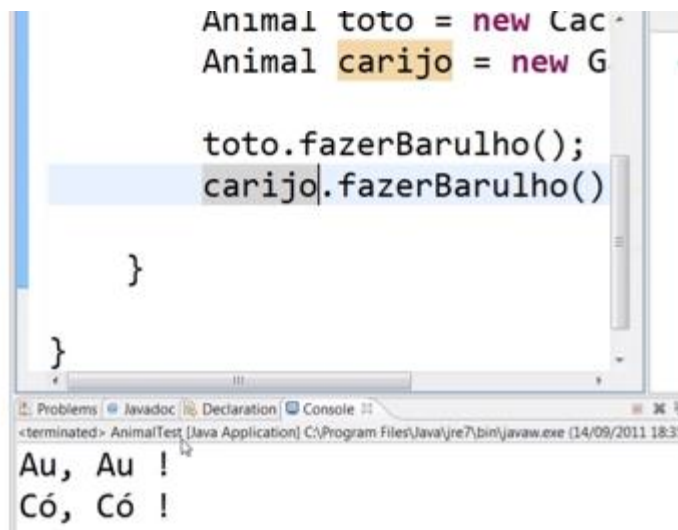 Animal toto = new Cac
Animal carijo = new G
toto.fazerBarulho();
carijo.fazerBarulho()
}
}
Problems Javadoc Declaration Console
<terminated> AnimalTest [Java Application] C:\Program Files\Java\jre7\bin\javaw.exe (14/09/2011 18:3
Au, Au !
Có, Có !